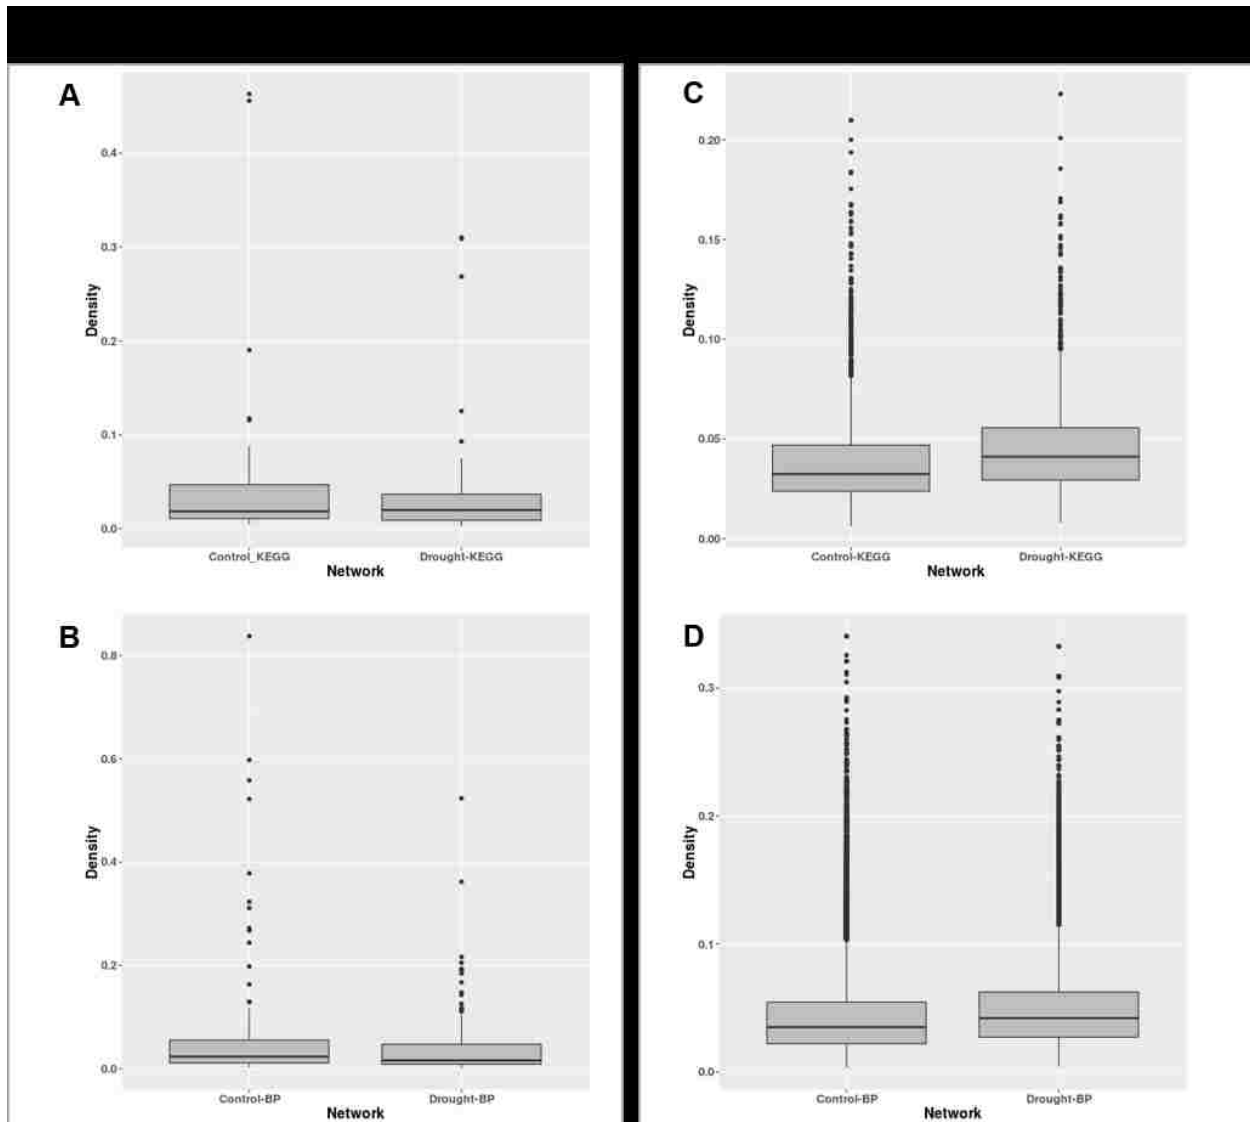 A
0.4
0.3
Density
0.2
0.1
0.0
Control_KEGG Drought-KEGG
Network
B
0.8
0.6
Density
0.4
0.2
0.0
Control-BP Drought-BP
Network
C
0.20
0.15
Density
0.10
0.05
0.00
Control-KEGG Drought-KEGG
Network
D
0.3
0.2
Density
0.1
0.0
Control-BP Drought-BP
Network